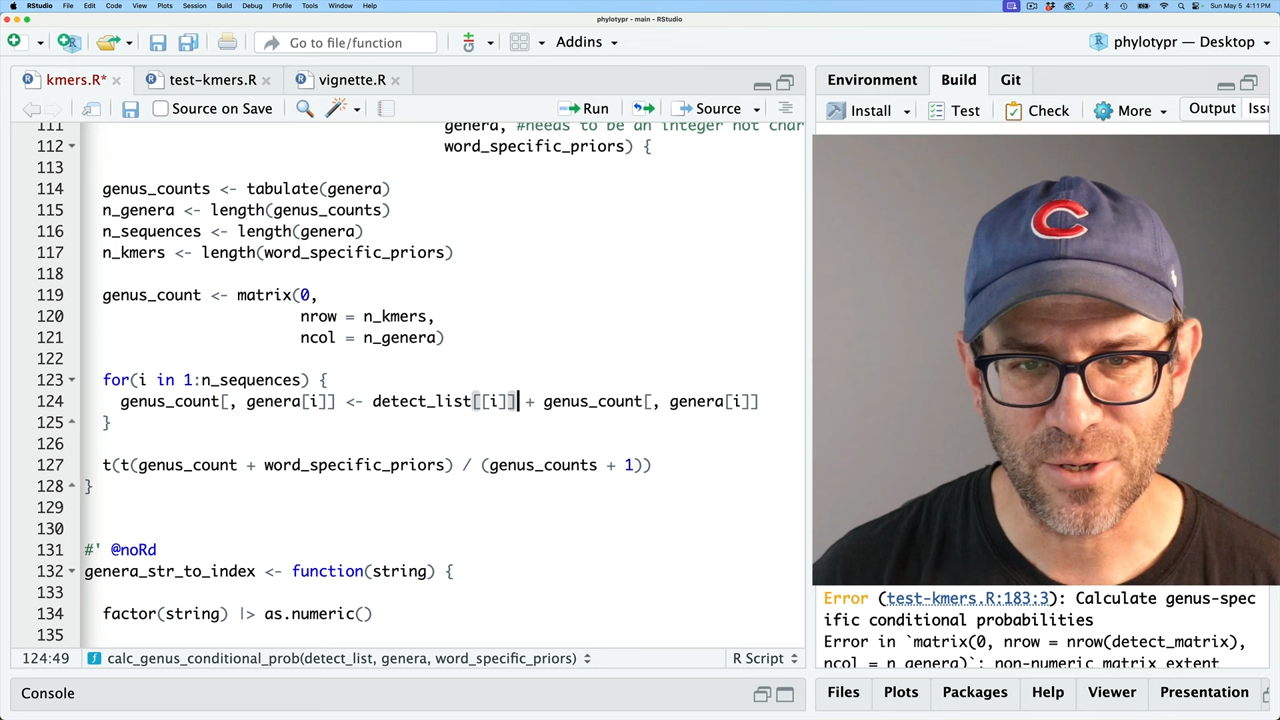 RStudio File Edit Code View Plots Session Build Debug Profile Tools Window Help Sun May 5 4:11 PM
phylotypr - main - RStudio
Go to file/function Addins phylotypr — Desktop
kmers.R* test-kmers.R vignette.R
Environment Build Git
Source on Save Run Source
Install Test Check More Output Iss
111 genera, #needs to be an integer not char
112 word_specific_priors) {
113
114 genus_counts <- tabulate(genera)
115 n_genera <- length(genus_counts)
116 n_sequences <- length(genera)
117 n_kmers <- length(word_specific_priors)
118
119 genus_count <- matrix(0,
120 nrow = n_kmers,
121 ncol = n_genera)
122
123 for(i in 1:n_sequences) {
124 genus_count[, genera[i]] <- detect_list[[i]] + genus_count[, genera[i]]
125 }
126
127 t(t(genus_count + word_specific_priors) / (genus_counts + 1))
128 }
129
130
131 #' @noRd
132 genera_str_to_index <- function(string) {
133
134 factor(string) |> as.numeric()
135
C
Error (test-kmers.R:183:3): Calculate genus-spec
ific conditional probabilities
Error in `matrix(0, nrow = nrow(detect_matrix),
ncol = n_genera)`: non-numeric matrix extent
124:49 calc_genus_conditional_prob(detect_list, genera, word_specific_priors) R Script
Console
Files Plots Packages Help Viewer Presentation